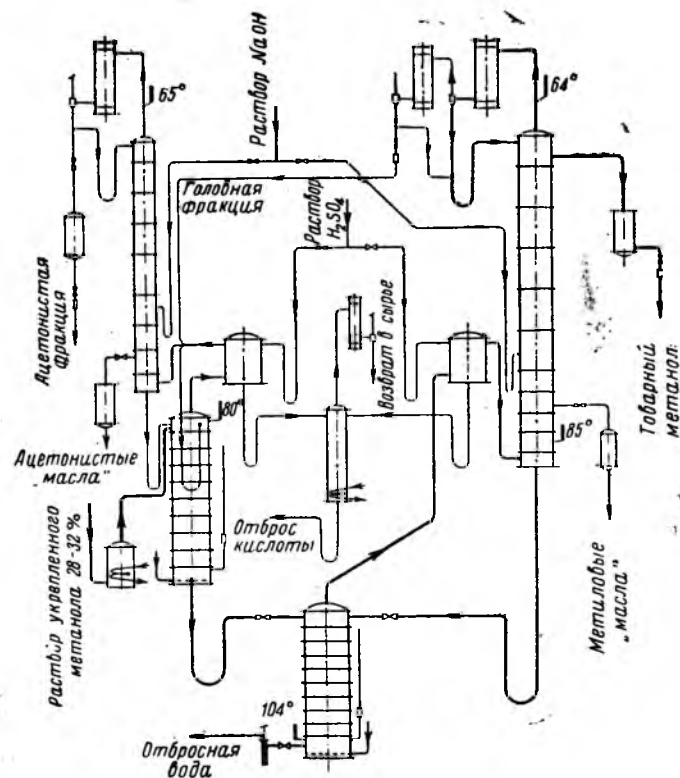 65°
Раствор NaOH
64°
Головная
фракция
Раствор
H₂SO₄
Ацетонистая
фракция
Возврат в сырье
Товарный
метанол
80°
85°
Ацетонистые
масла"
Отброс
кислоты
Раствор укрепленного
метанола 28-32%
Метиловые
„масла"
104°
Отбросная
вода